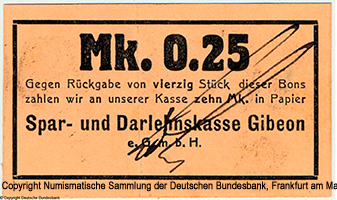 Mk. 0.25
Gegen Rückgabe von vierzig Stück dieser Bons
zahlen wir an unserer Kasse zehn Mk. in Papier
Spar- und Darlehnskasse Gibeon
e. G. m. b. H.
Copyright Numismatische Sammlung der Deutschen Bundesbank, Frankfurt am Ma
© Copyright Deutsche Bundesbank